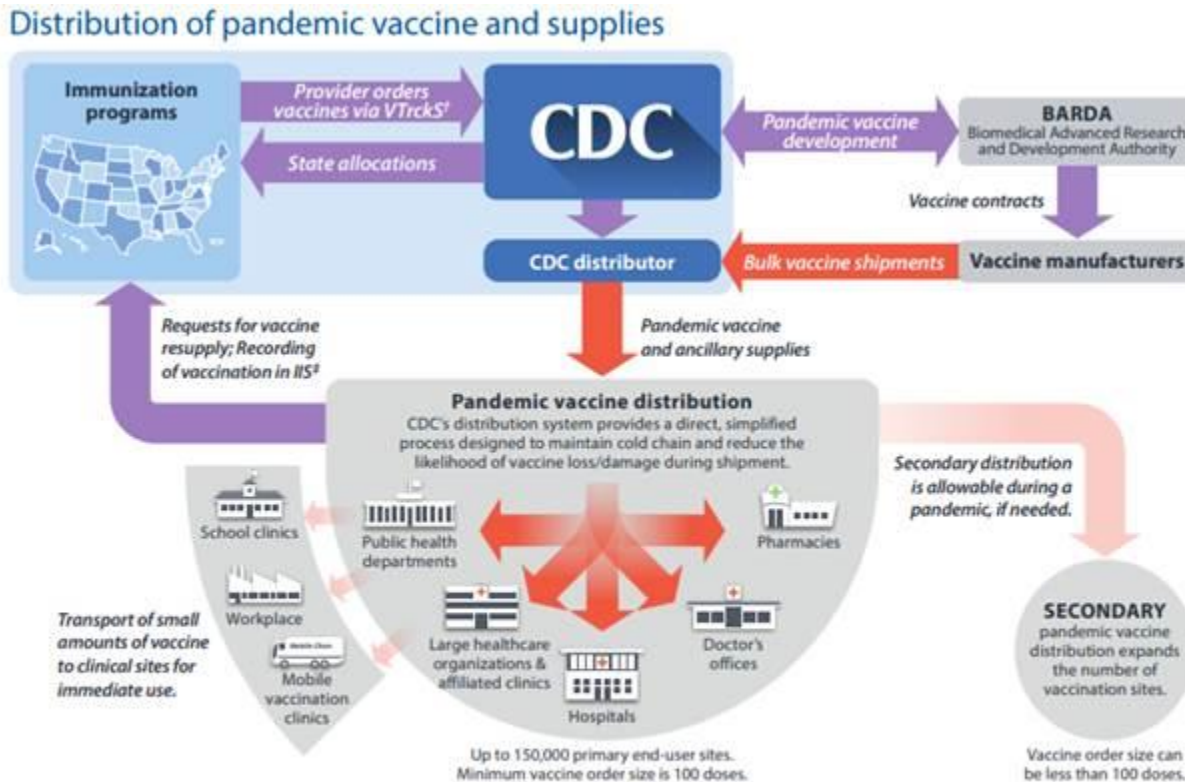 Distribution of pandemic vaccine and supplies
Immunization
programs
Provider orders
vaccines via VTrckS†
State allocations
CDC
Pandemic vaccine
development
BARDA
Biomedical Advanced Research
and Development Authority
Vaccine contracts
CDC distributor
Bulk vaccine shipments
Vaccine manufacturers
Requests for vaccine
resupply; Recording
of vaccination in IIS‡
Pandemic vaccine
and ancillary supplies
Pandemic vaccine distribution
CDC's distribution system provides a direct, simplified
process designed to maintain cold chain and reduce the
likelihood of vaccine loss/damage during shipment.
Secondary distribution
is allowable during a
pandemic, if needed.
School clinics
Public health
departments
Pharmacies
Workplace
Transport of small
amounts of vaccine
to clinical sites for
immediate use.
Mobile
vaccination
clinics
Large healthcare
organizations &
affiliated clinics
Hospitals
Doctor's
offices
SECONDARY
pandemic vaccine
distribution expands
the number of
vaccination sites.
Up to 150,000 primary end-user sites.
Minimum vaccine order size is 100 doses.
Vaccine order size can
be less than 100 doses